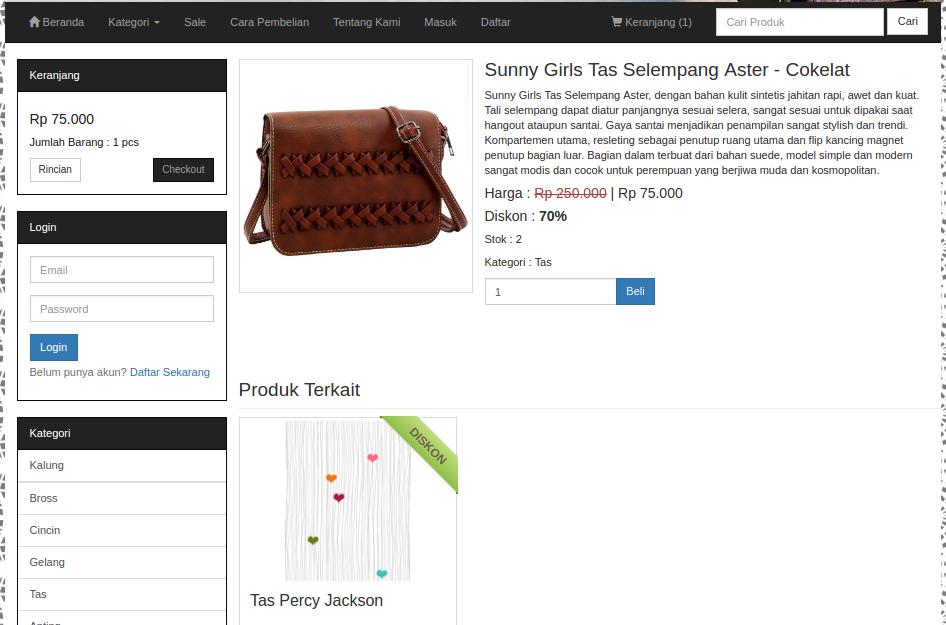 Beranda Kategori Sale Cara Pembelian Tentang Kami Masuk Daftar Keranjang (1) Cari Produk Cari
Keranjang
Rp 75.000
Jumlah Barang : 1 pcs
Rincian Checkout
Login
Email
Password
Login
Belum punya akun? Daftar Sekarang
Kategori
Kalung
Bross
Cincin
Gelang
Tas
Sunny Girls Tas Selempang Aster - Cokelat
Sunny Girls Tas Selempang Aster, dengan bahan kulit sintetis jahitan rapi, awet dan kuat.
Tali selempang dapat diatur panjangnya sesuai selera, sangat sesuai untuk dipakai saat
hangout ataupun santai. Gaya santai menjadikan penampilan sangat stylish dan trendi.
Kompartemen utama, resleting sebagai penutup ruang utama dan flip kancing magnet
penutup bagian luar. Bagian dalam terbuat dari bahan suede, model simple dan modern
sangat modis dan cocok untuk perempuan yang berjiwa muda dan kosmopolitan.
Harga : Rp 250.000 | Rp 75.000
Diskon : 70%
Stok : 2
Kategori : Tas
1 Beli
Produk Terkait
DISKON
Tas Percy Jackson